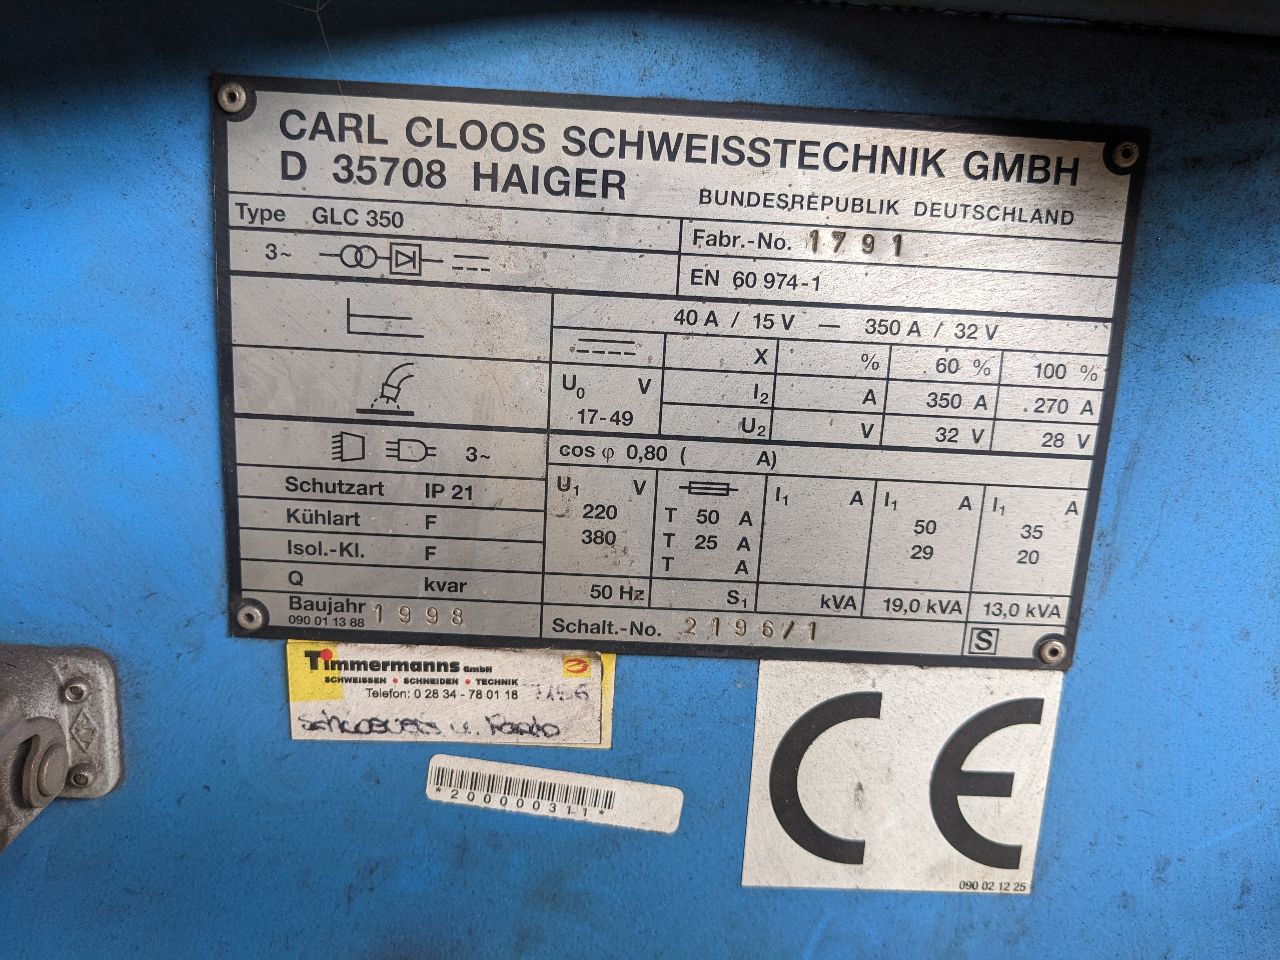 CARL CLOOS SCHWEISSTECHNIK GMBH
D 35708 HAIGER BUNDESREPUBLIK DEUTSCHLAND
Type GLC 350
Fabr.-No. 1791
3~
EN 60 974-1
40 A / 15 V — 350 A / 32 V
X % 60 % 100 %
U0 V
17-49
I2 A 350 A 270 A
U2 V 32 V 28 V
3~
cos φ 0,80 ( A)
Schutzart IP 21
Kühlart F
Isol.-Kl. F
Q kvar
Baujahr 1998
090 01 13 88
U1 V
220
380
50 Hz
T 50 A
T 25 A
T A
I1 A
I1 A
50
29
I1 A
35
20
S1 kVA 19,0 kVA 13,0 kVA
Schalt.-No. 2196/1
S
Timmermanns GmbH
SCHWEISSEN • SCHNEIDEN • TECHNIK
Telefon: 0 28 34 - 78 01 18
*200000311*
CE
090 02 12 25